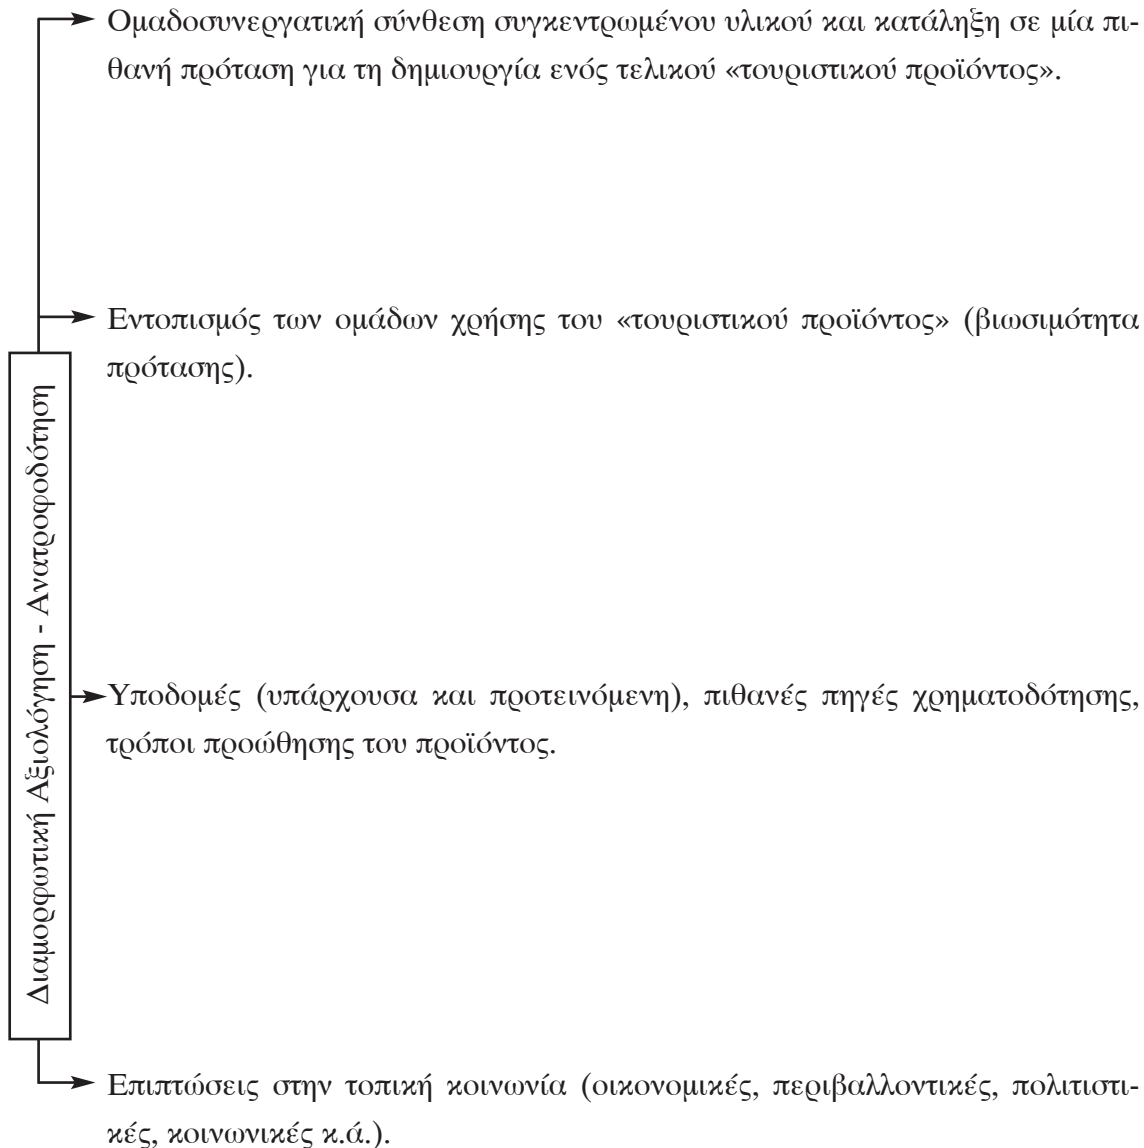 Ομαδοσυνεργατική σύνθεση συγκεντρωμένου υλικού και κατάληξη σε μία πι-
θανή πρόταση για τη δημιουργία ενός τελικού «τουριστικού προϊόντος».
Εντοπισμός των ομάδων χρήσης του «τουριστικού προϊόντος» (βιωσιμότητα
πρότασης).
Διαμορφωτική Αξιολόγηση - Ανατροφοδότηση
Υποδομές (υπάρχουσα και προτεινόμενη), πιθανές πηγές χρηματοδότησης,
τρόποι προώθησης του προϊόντος.
Επιπτώσεις στην τοπική κοινωνία (οικονομικές, περιβαλλοντικές, πολιτιστι-
κές, κοινωνικές κ.ά.).